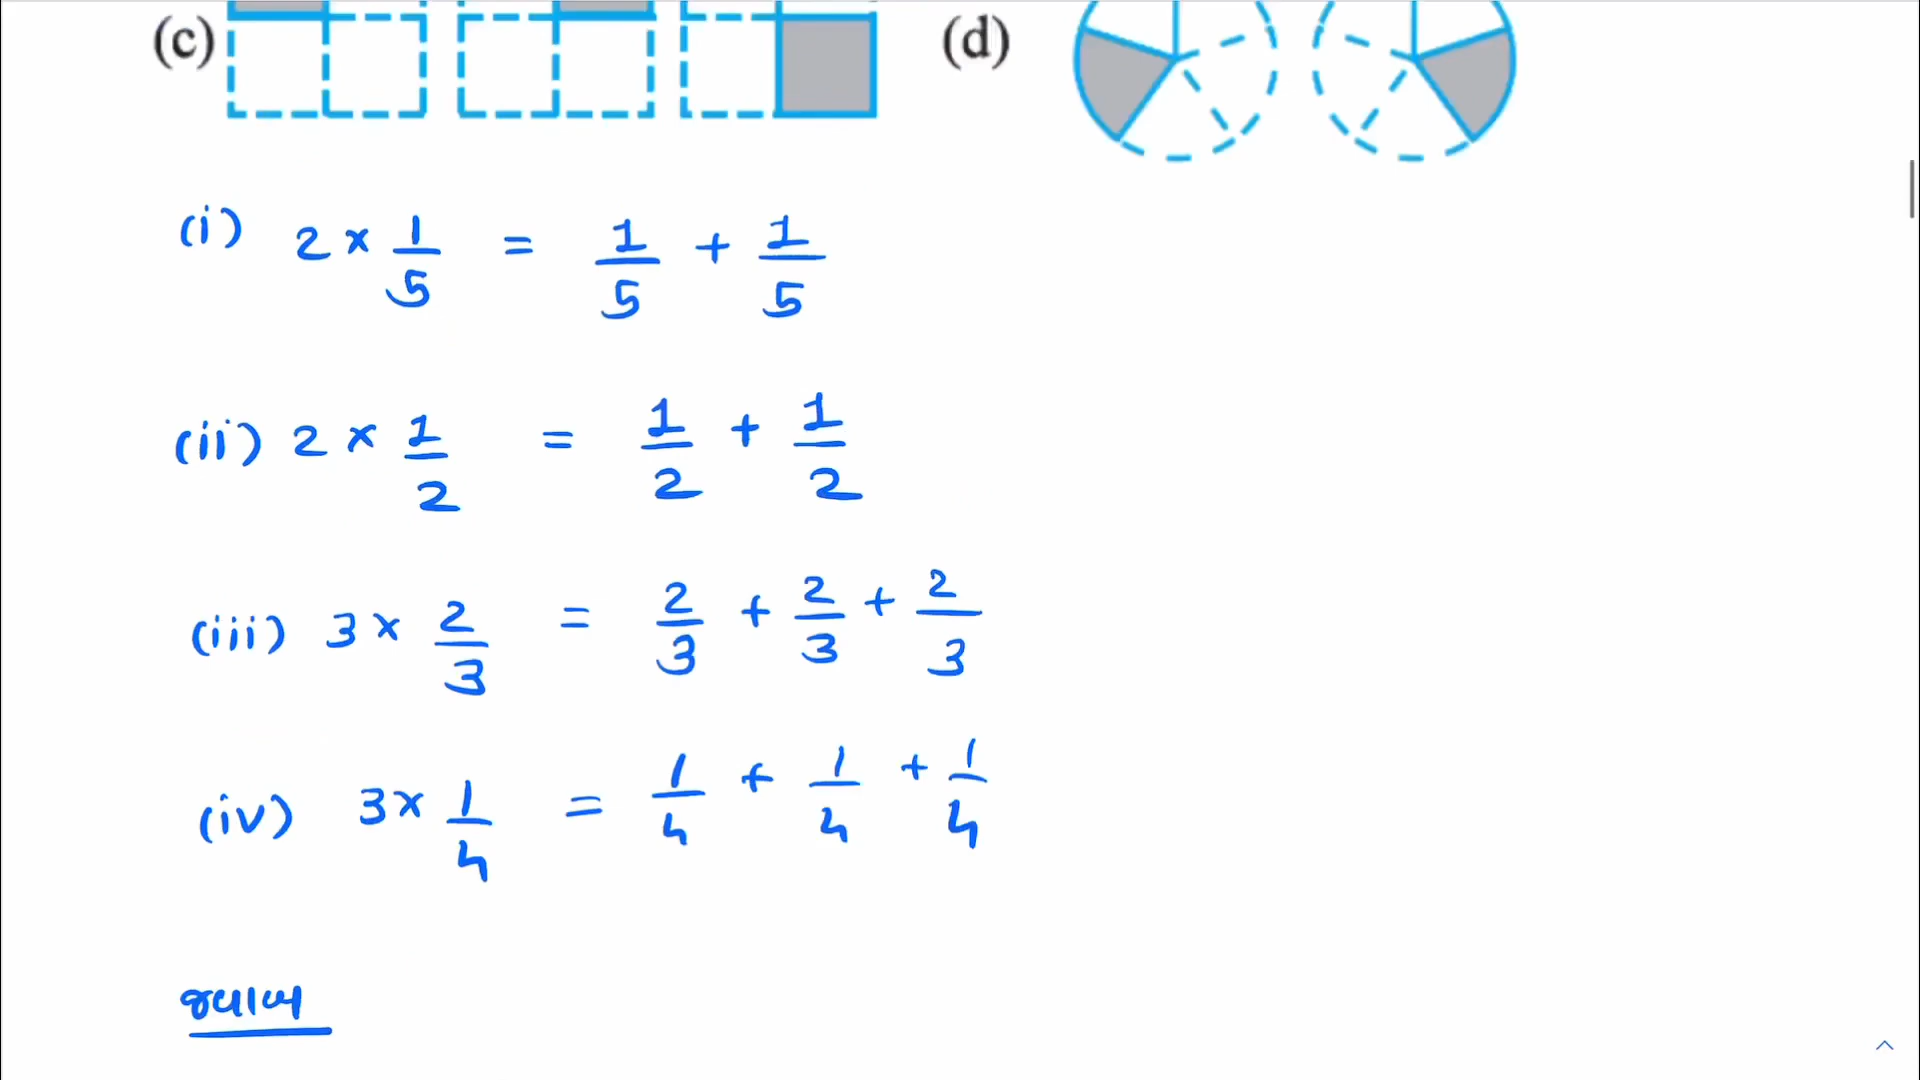 (c) (d)
(i) 2 × 1/5 = 1/5 + 1/5
(ii) 2 × 1/2 = 1/2 + 1/2
(iii) 3 × 2/3 = 2/3 + 2/3 + 2/3
(iv) 3 × 1/4 = 1/4 + 1/4 + 1/4
જવાબ